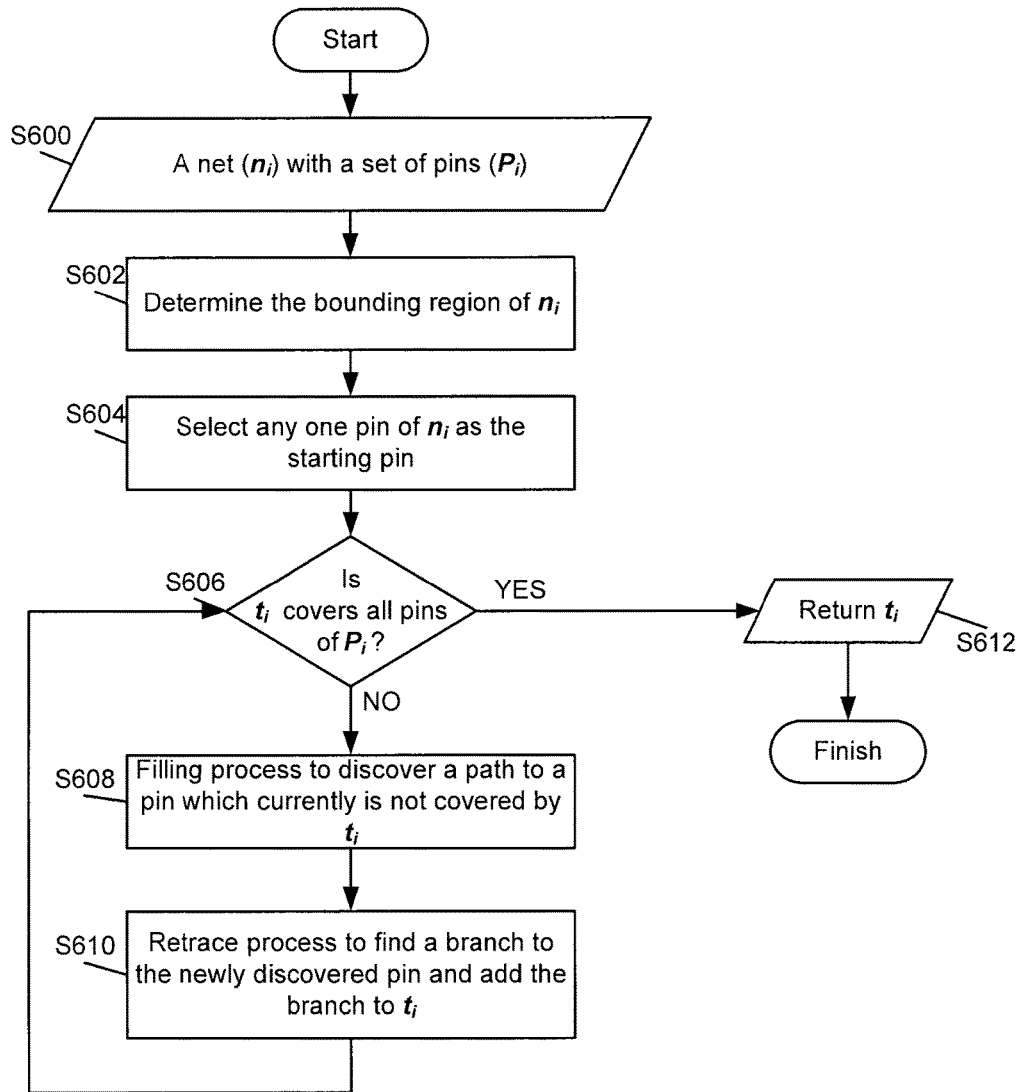 Start
S600
A net (nᵢ) with a set of pins (Pᵢ)
S602
Determine the bounding region of nᵢ
S604
Select any one pin of nᵢ as the
starting pin
S606
Is
tᵢ covers all pins
of Pᵢ?
YES
Return tᵢ
S612
NO
Finish
S608
Filling process to discover a path to a
pin which currently is not covered by
tᵢ
S610
Retrace process to find a branch to
the newly discovered pin and add the
branch to tᵢ